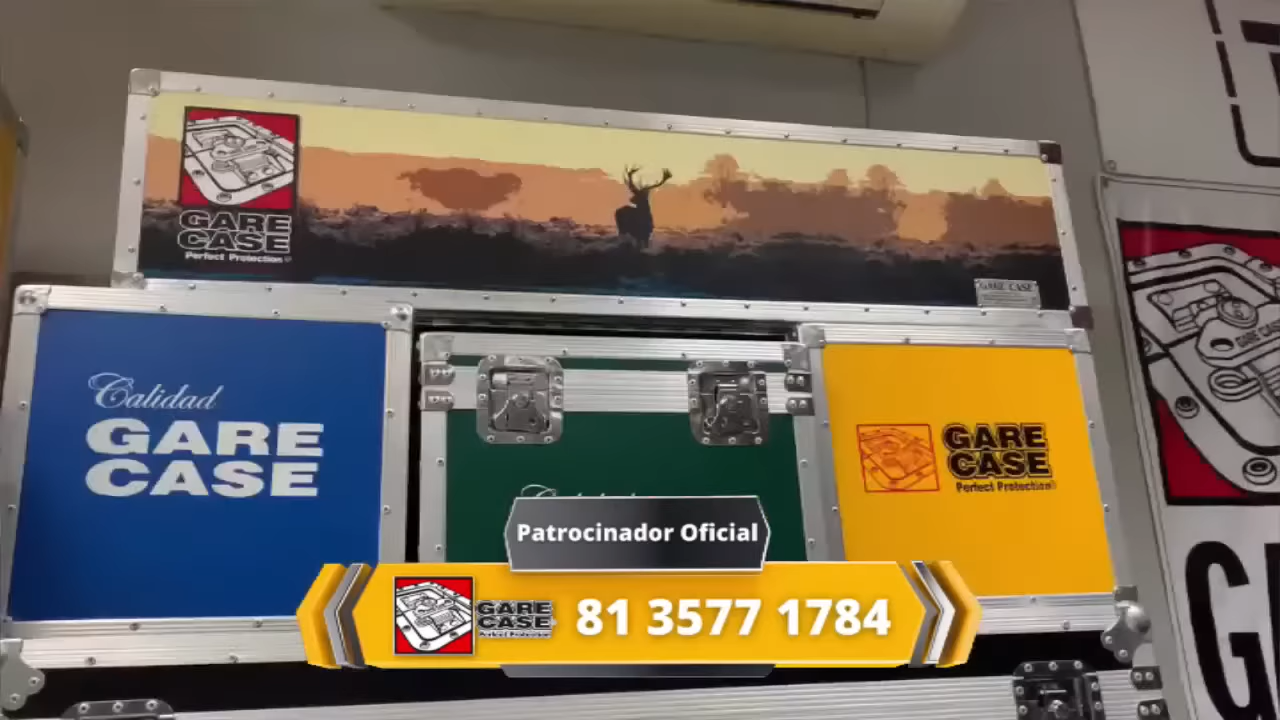 GARE
CASE
Perfect Protection®
GARE CASE
Calidad
GARE
CASE
GARE
CASE
Perfect Protection®
Patrocinador Oficial
GARE
CASE
Perfect Protection
81 3577 1784